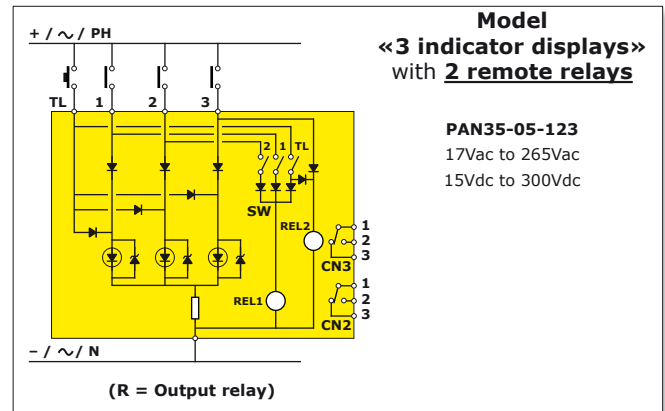 Model
«3 indicator displays»
with 2 remote relays
PAN35-05-123
17Vac to 265Vac
15Vdc to 300Vdc
+ / ∿ / PH
TL 1 2 3
2 1 TL
SW
REL2
REL1
1
2
3
CN3
1
2
3
CN2
– / ∿ / N
(R = Output relay)